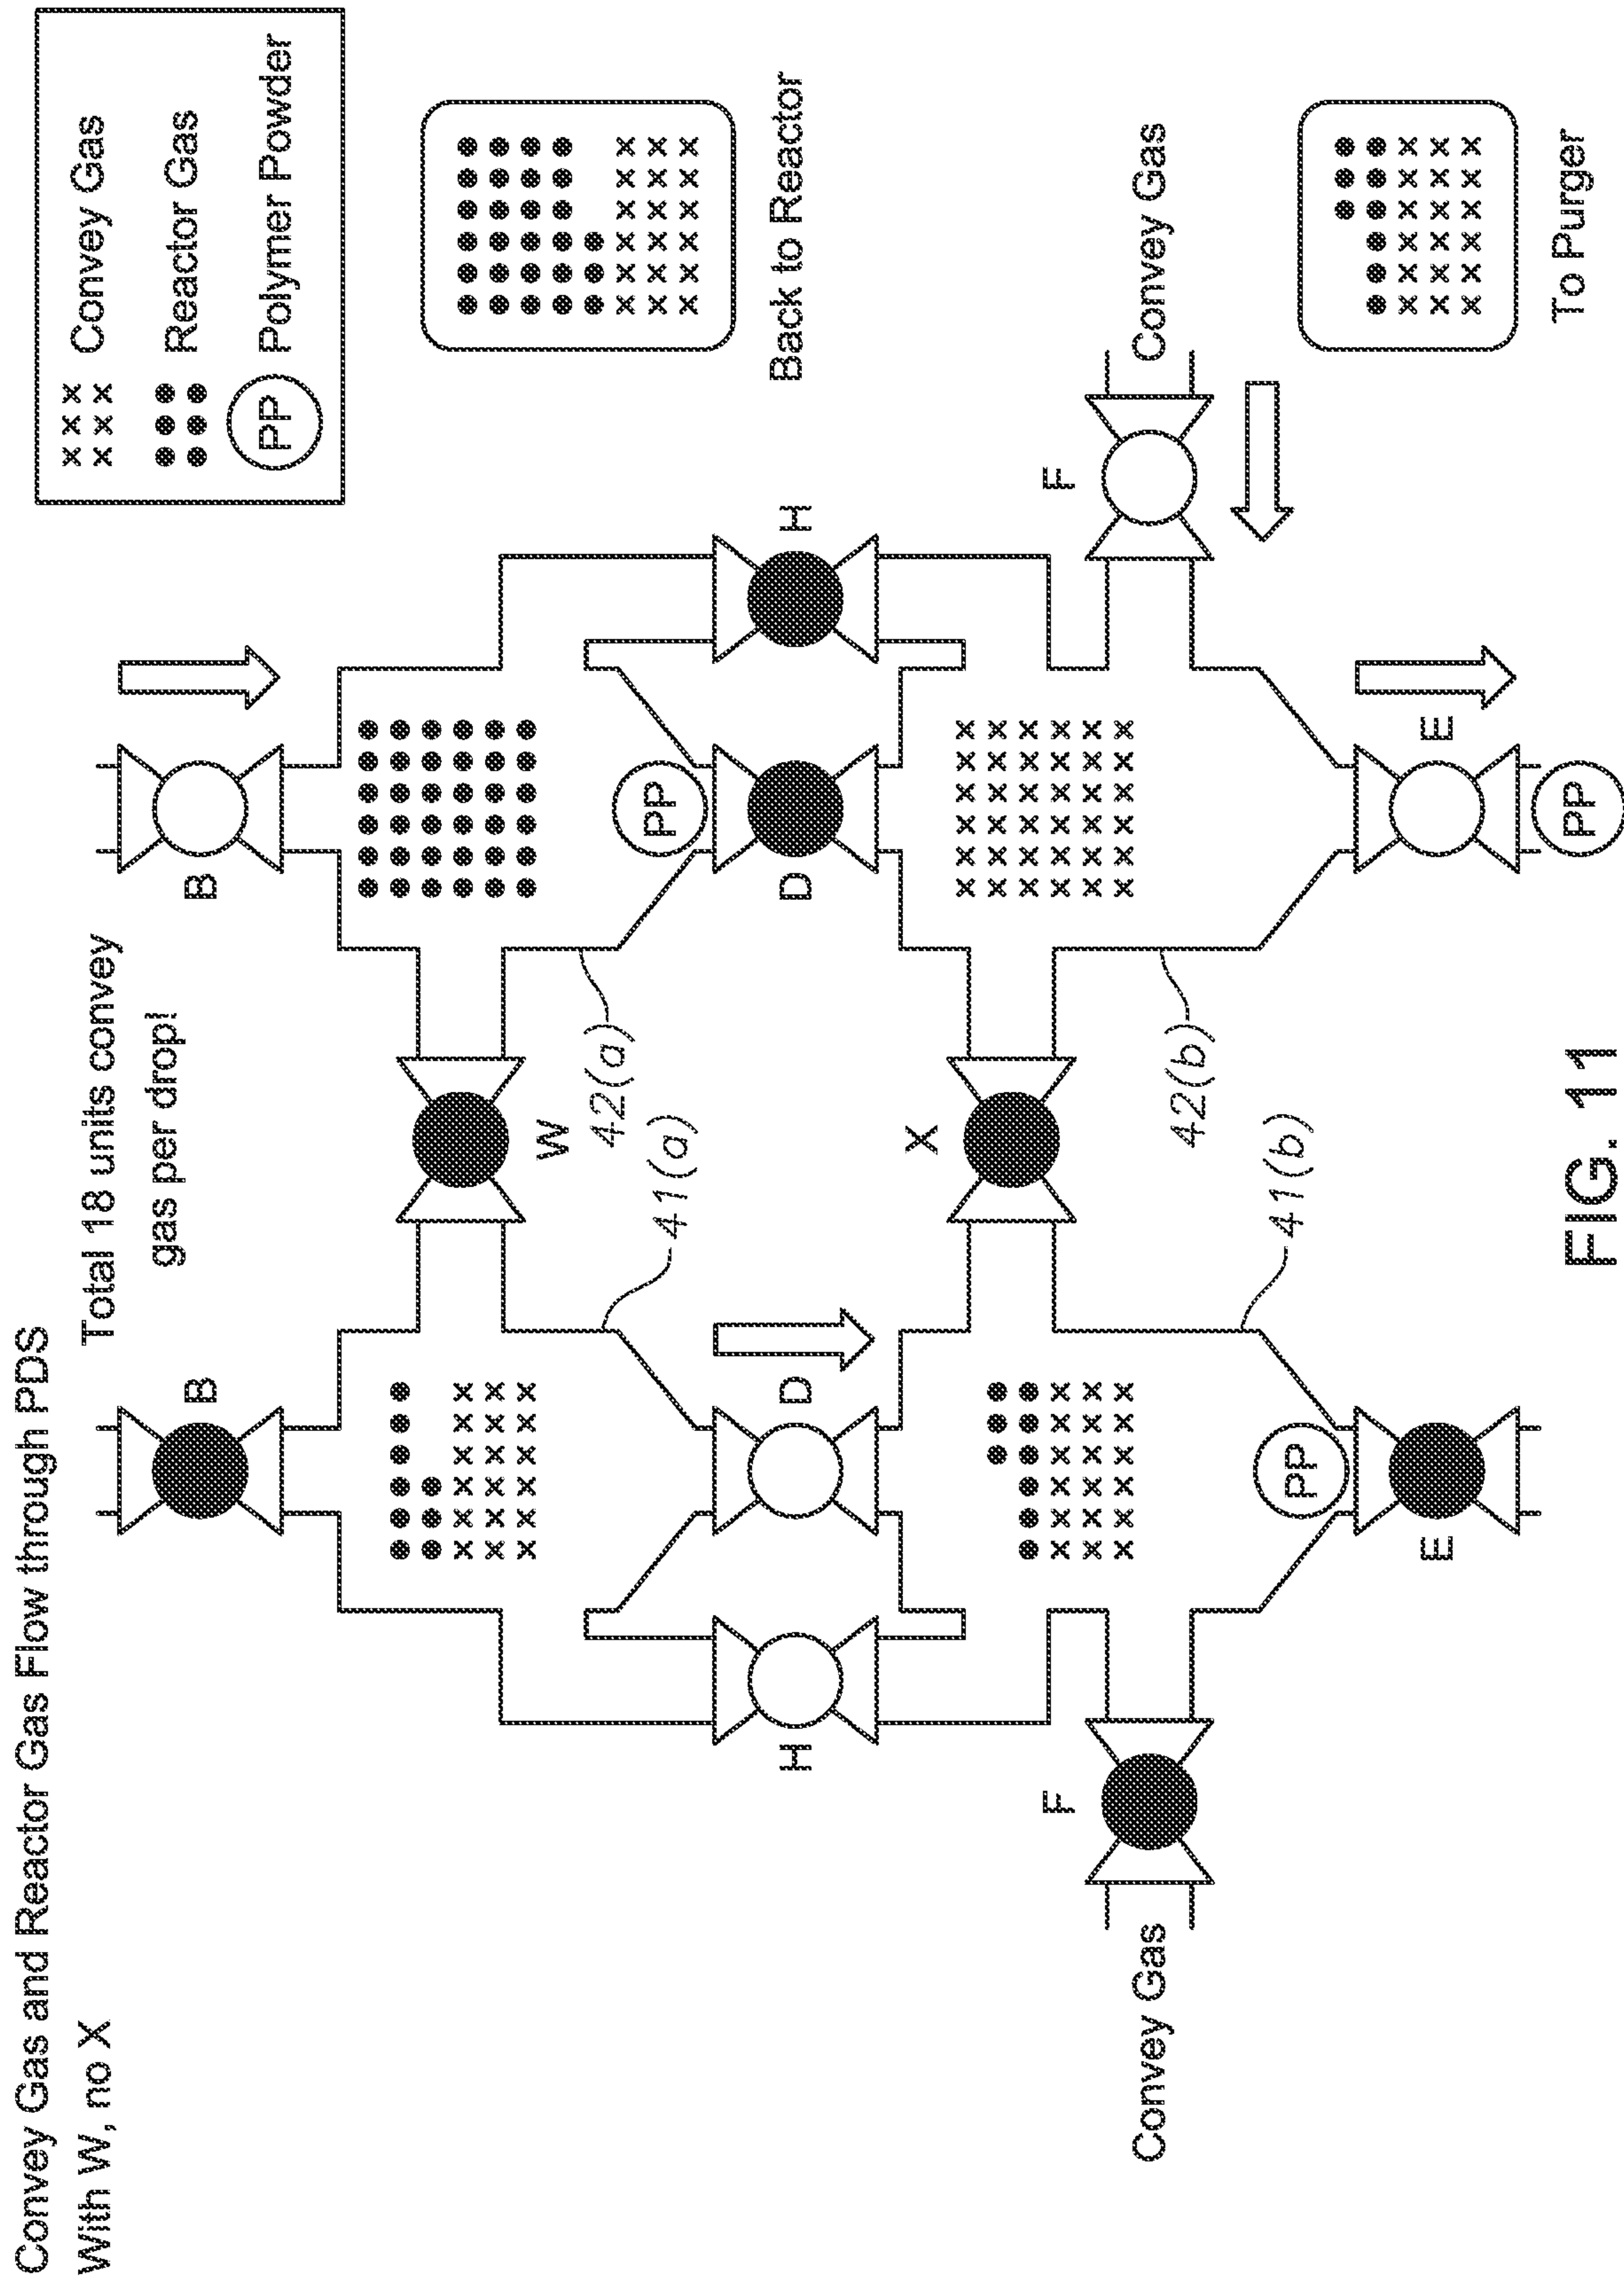 Convey Gas and Reactor Gas Flow through PDS
With W, no X
Total 18 units convey
gas per drop!
Convey Gas
Reactor Gas
PP Polymer Powder
B
B
W
42(a)
41(a)
PP
H
D
D
H
Back to Reactor
X
42(b)
41(b)
F
F
Convey Gas
Convey Gas
PP
E
E
PP
To Purger
FIG. 11